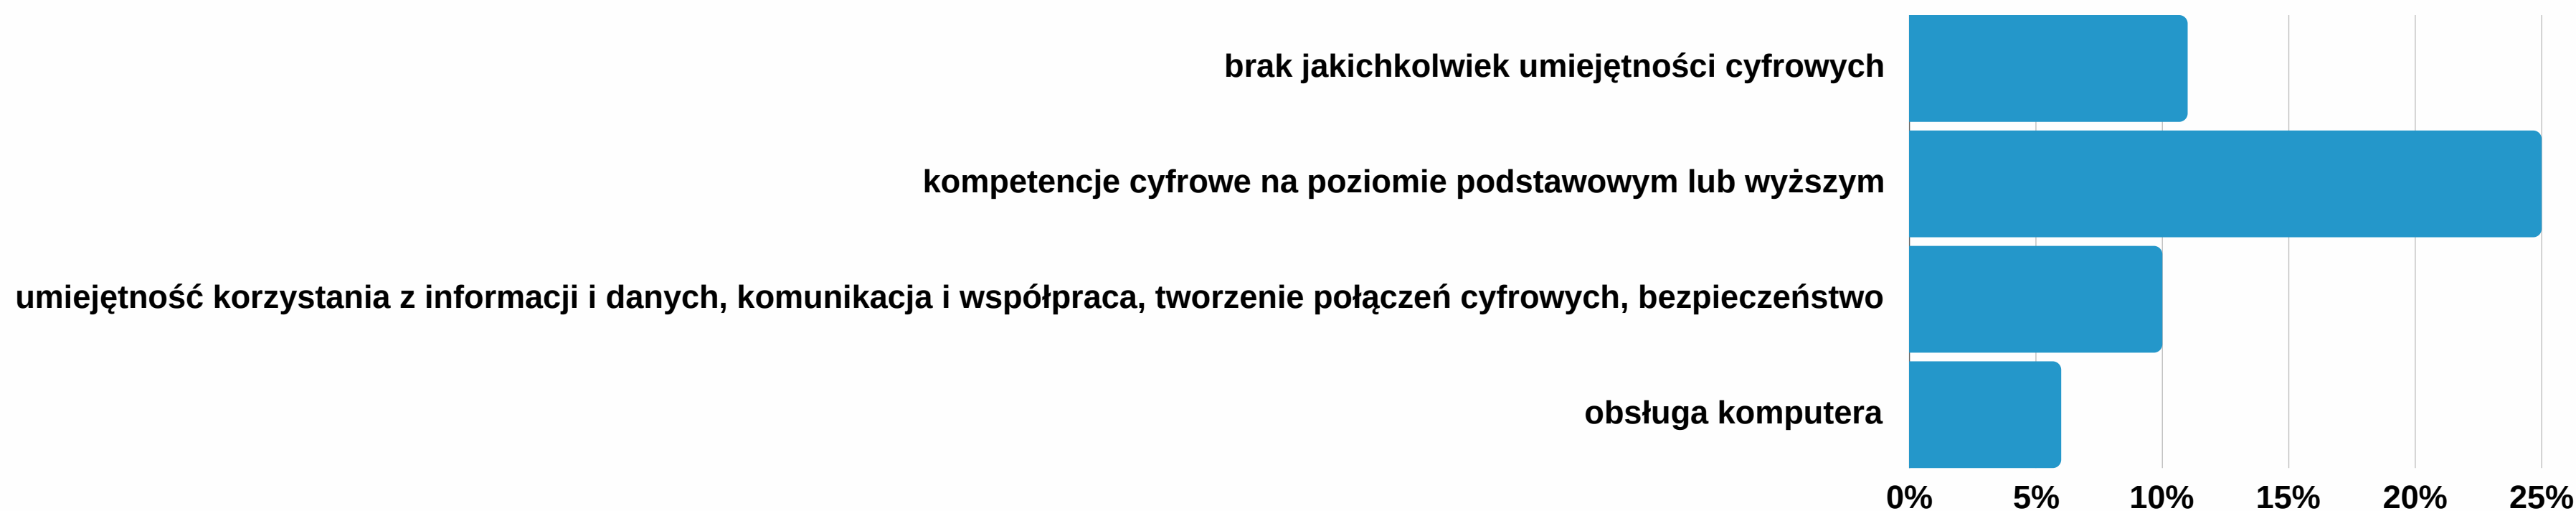 brak jakichkolwiek umiejętności cyfrowych
kompetencje cyfrowe na poziomie podstawowym lub wyższym
umiejętność korzystania z informacji i danych, komunikacja i współpraca, tworzenie połączeń cyfrowych, bezpieczeństwo
obsługa komputera
0% 5% 10% 15% 20% 25%